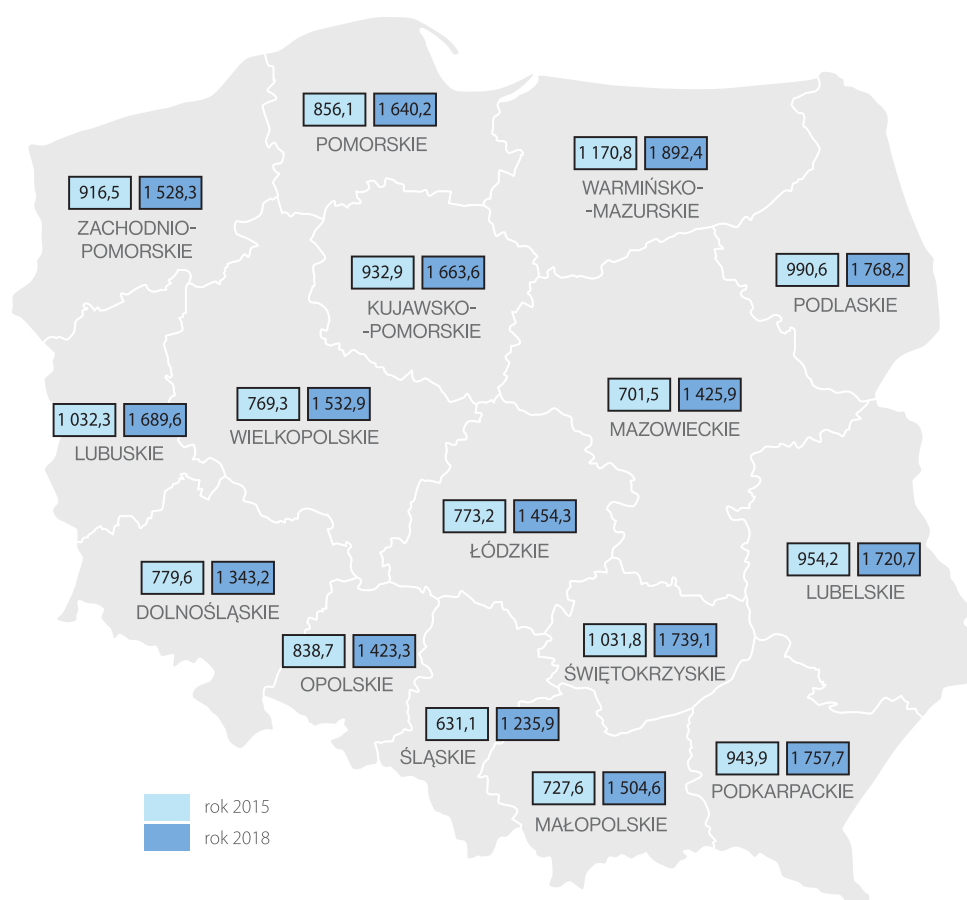 856,1 1 640,2
POMORSKIE
1 170,8 1 892,4
WARMIŃSKO-
-MAZURSKIE
916,5 1 528,3
ZACHODNIO-
POMORSKIE
932,9 1 663,6
KUJAWSKO-
-POMORSKIE
990,6 1 768,2
PODLASKIE
769,3 1 532,9
WIELKOPOLSKIE
701,5 1 425,9
MAZOWIECKIE
1 032,3 1 689,6
LUBUSKIE
773,2 1 454,3
ŁÓDZKIE
954,2 1 720,7
LUBELSKIE
779,6 1 343,2
DOLNOŚLĄSKIE
838,7 1 423,3
OPOLSKIE
1 031,8 1 739,1
ŚWIĘTOKRZYSKIE
631,1 1 235,9
ŚLĄSKIE
943,9 1 757,7
PODKARPACKIE
727,6 1 504,6
MAŁOPOLSKIE
rok 2015
rok 2018